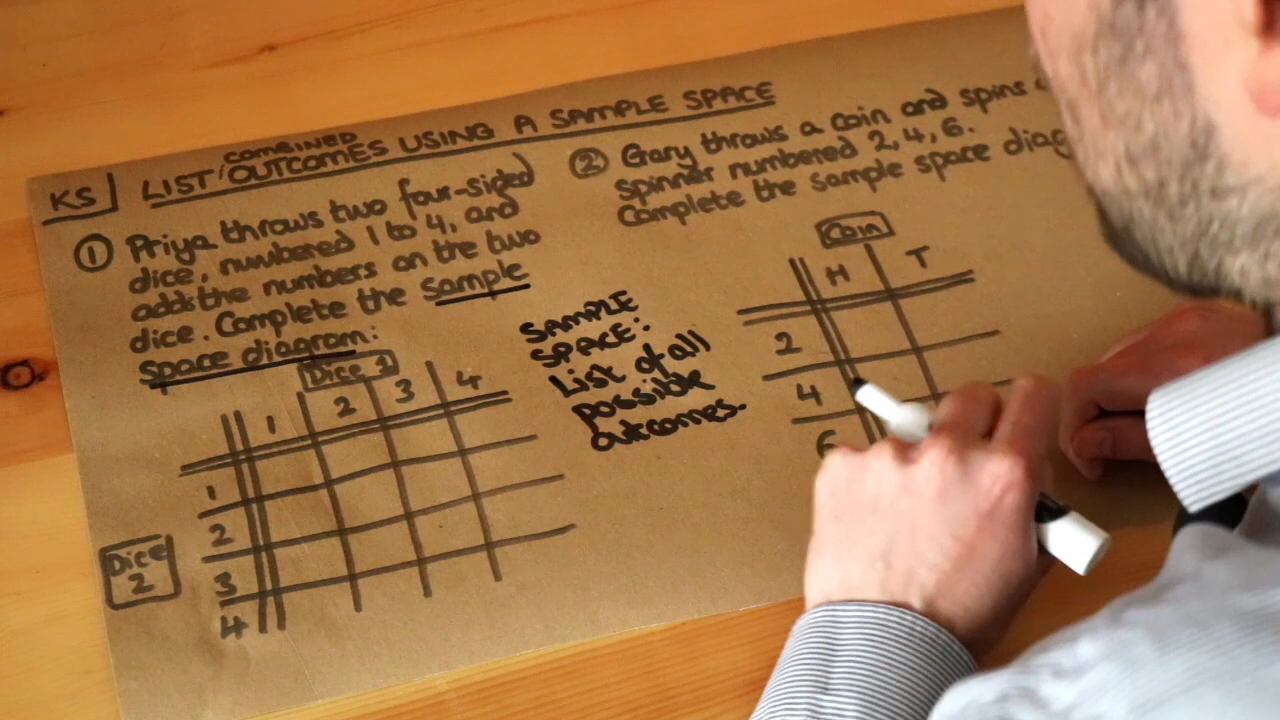 KS
LIST COMBINED OUTCOMES USING A SAMPLE SPACE
① Priya throws two four-sided
dice, numbered 1 to 4, and
adds the numbers on the two
dice. Complete the sample
space diagram:
Dice 1
1 2 3 4
1
2
3
4
Dice
2
SAMPLE
SPACE:
List of all
possible
outcomes.
② Gary throws a coin and spins
spinner numbered 2, 4, 6.
Complete the sample space
Coin
H T
2
4
6